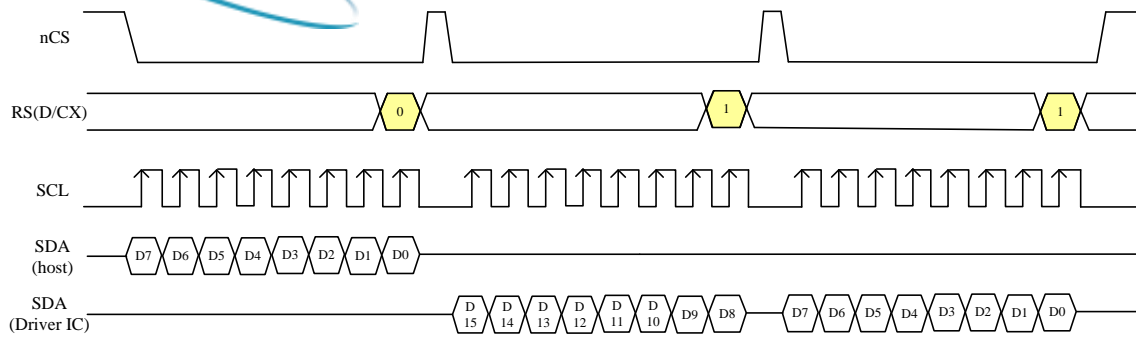 nCS
RS(D/CX) 0 1 1
SCL
SDA
(host)
D7 D6 D5 D4 D3 D2 D1 D0
SDA
(Driver IC)
D
15
D
14
D
13
D
12
D
11
D
10
D9 D8 D7 D6 D5 D4 D3 D2 D1 D0